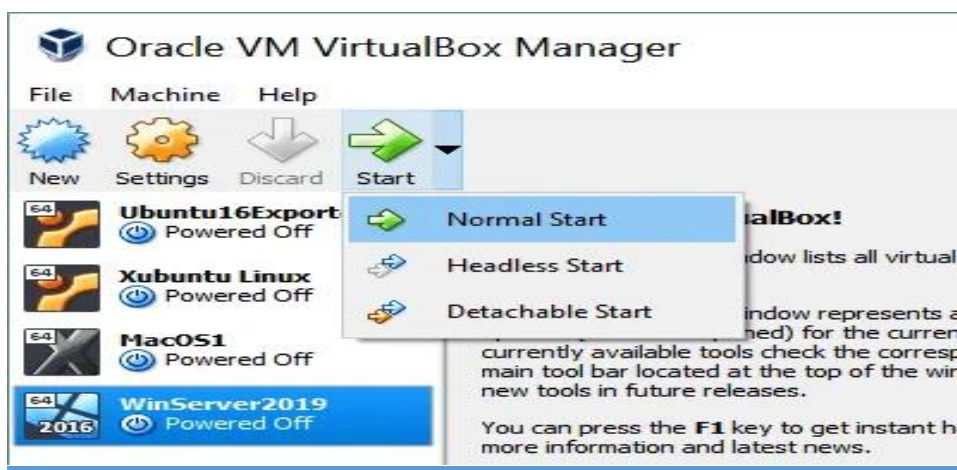 Oracle VM VirtualBox Manager
File Machine Help
New Settings Discard Start
64
Ubuntu16Export
Powered Off
64
Xubuntu Linux
Powered Off
64
MacOS1
Powered Off
64
2016
WinServer2019
Powered Off
Normal Start
Headless Start
Detachable Start
alBox!
dow lists all virtual
indow represents a
ned) for the curren
currently available tools check the corresp
main tool bar located at the top of the win
new tools in future releases.
You can press the F1 key to get instant h
more information and latest news.